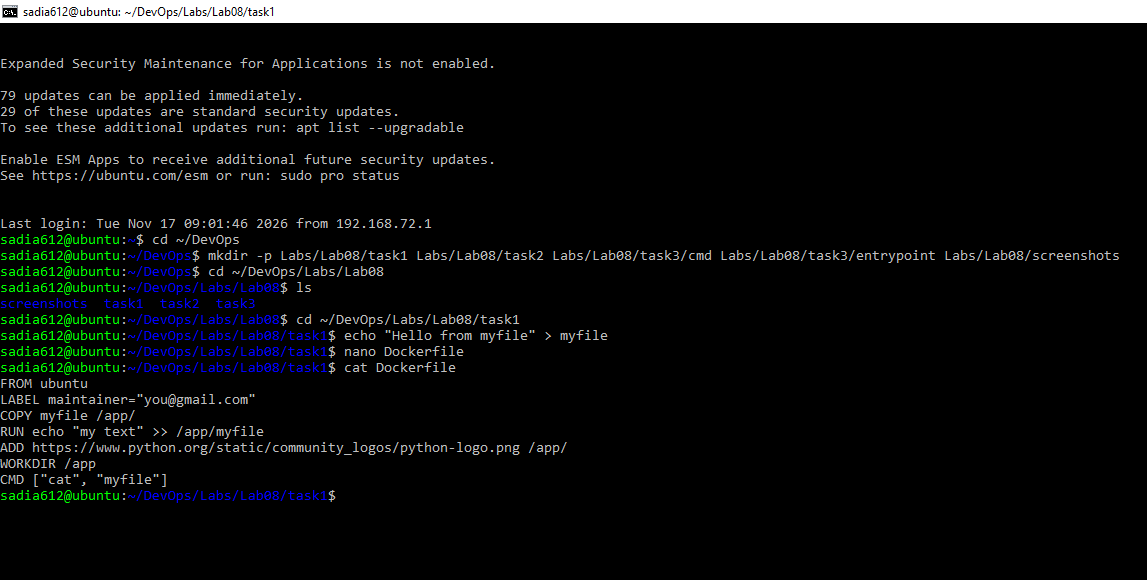 sadia612@ubuntu: ~/DevOps/Labs/Lab08/task1
Expanded Security Maintenance for Applications is not enabled.
79 updates can be applied immediately.
29 of these updates are standard security updates.
To see these additional updates run: apt list --upgradable
Enable ESM Apps to receive additional future security updates.
See https://ubuntu.com/esm or run: sudo pro status
Last login: Tue Nov 17 09:01:46 2026 from 192.168.72.1
sadia612@ubuntu:~$ cd ~/DevOps
sadia612@ubuntu:~/DevOps$ mkdir -p Labs/Lab08/task1 Labs/Lab08/task2 Labs/Lab08/task3/cmd Labs/Lab08/task3/entrypoint Labs/Lab08/screenshots
sadia612@ubuntu:~/DevOps$ cd ~/DevOps/Labs/Lab08
sadia612@ubuntu:~/DevOps/Labs/Lab08$ ls
screenshots  task1  task2  task3
sadia612@ubuntu:~/DevOps/Labs/Lab08$ cd ~/DevOps/Labs/Lab08/task1
sadia612@ubuntu:~/DevOps/Labs/Lab08/task1$ echo "Hello from myfile" > myfile
sadia612@ubuntu:~/DevOps/Labs/Lab08/task1$ nano Dockerfile
sadia612@ubuntu:~/DevOps/Labs/Lab08/task1$ cat Dockerfile
FROM ubuntu
LABEL maintainer="you@gmail.com"
COPY myfile /app/
RUN echo "my text" >> /app/myfile
ADD https://www.python.org/static/community_logos/python-logo.png /app/
WORKDIR /app
CMD ["cat", "myfile"]
sadia612@ubuntu:~/DevOps/Labs/Lab08/task1$